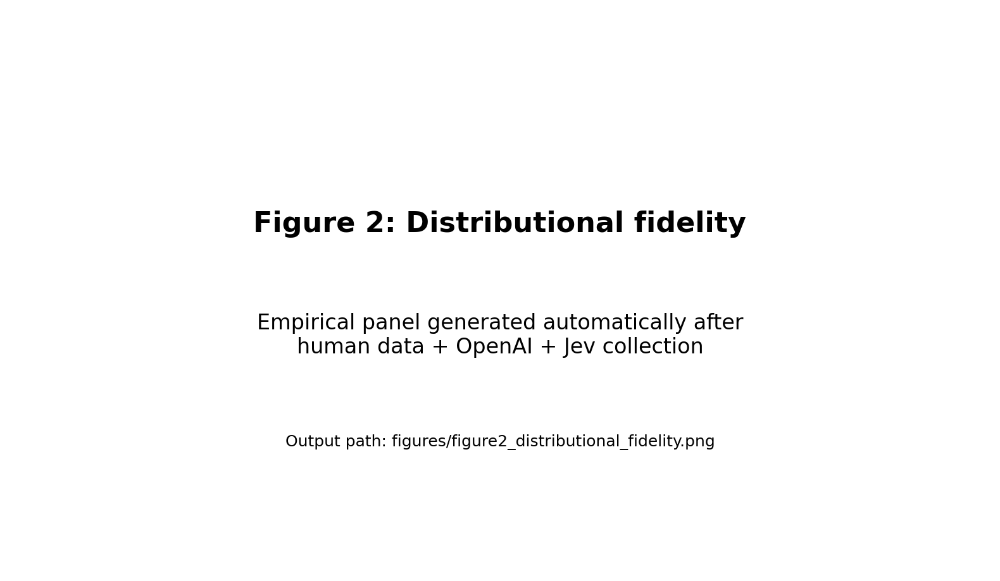 Figure 2: Distributional fidelity
Empirical panel generated automatically after
human data + OpenAI + Jev collection
Output path: figures/figure2_distributional_fidelity.png